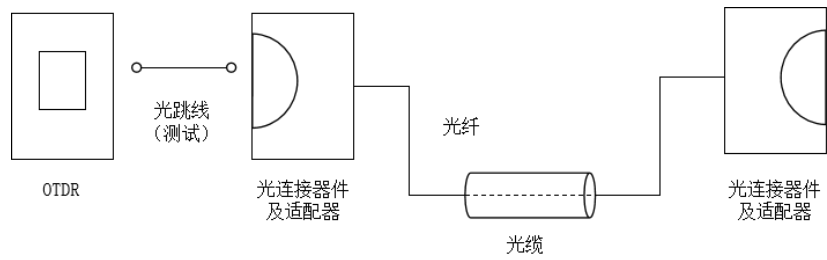 光跳线
（测试）
光纤
OTDR
光连接器件
及适配器
光连接器件
及适配器
光缆